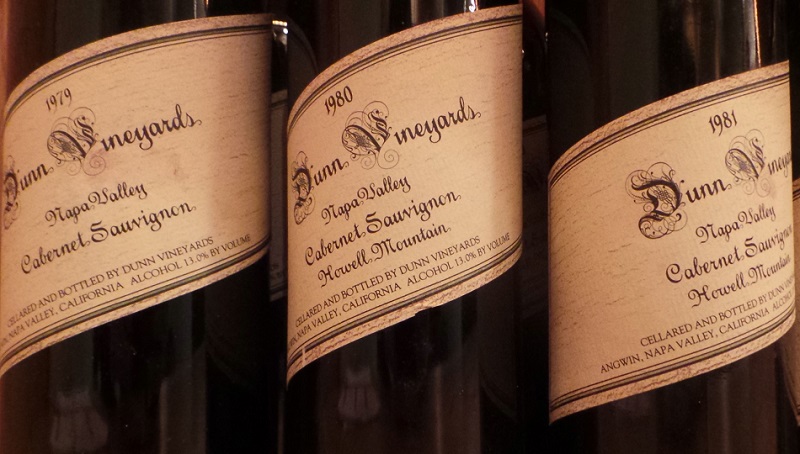 1979
Dunn Vineyards
Napa Valley
Cabernet Sauvignon
CELLARED AND BOTTLED BY DUNN VINEYARDS
NAPA VALLEY, CALIFORNIA ALCOHOL 13.0% BY VOLUME
1980
Dunn Vineyards
Napa Valley
Cabernet Sauvignon
Howell Mountain
CELLARED AND BOTTLED BY DUNN VINEYARDS
NAPA VALLEY, CALIFORNIA ALCOHOL 13.0% BY VOLUME
1981
Dunn Vineyards
Napa Valley
Cabernet Sauvignon
Howell Mountain
CELLARED AND BOTTLED BY DUNN
ANGWIN, NAPA VALLEY, CALIFORNIA